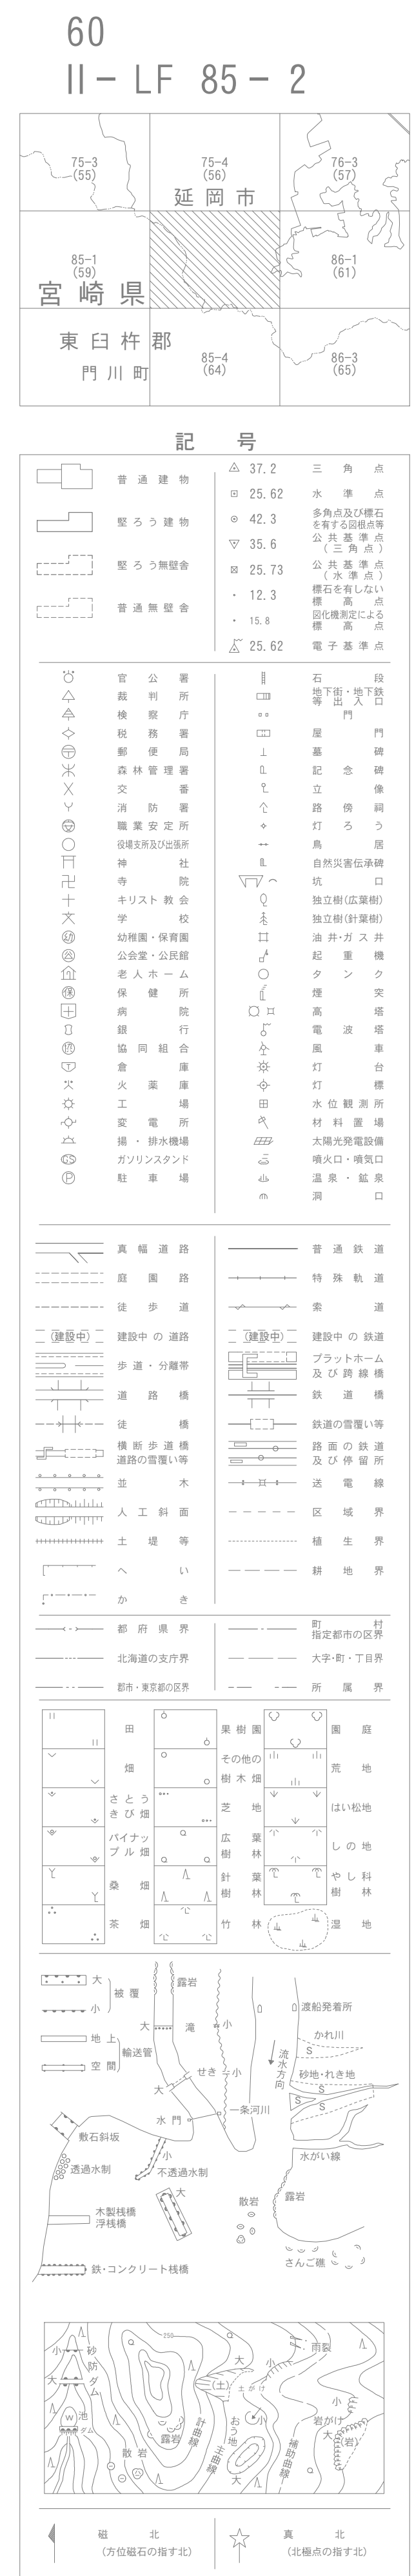 60
II－LF 85－2
75-3
(55)
75-4
(56)
76-3
(57)
延岡市
85-1
(59)
86-1
(61)
宮崎県
東臼杵郡
門川町
85-4
(64)
86-3
(65)
記号
普通建物
堅ろう建物
堅ろう無壁舎
普通無壁舎
37.2 三角点
25.62 水準点
42.3 多角点及び標石
を有する図根点等
35.6 公共基準点
(三角点)
25.73 公共基準点
(水準点)
12.3 標石を有しない
標高点
15.8 図化機測定による
標高点
25.62 電子基準点
官公署
裁判所
検察庁
税務署
郵便局
森林管理署
交番
消防署
職業安定所
役場支所及び出張所
神社
寺院
キリスト教会
学校
幼 幼稚園・保育園
公 公会堂・公民館
老人ホーム
保 保健所
病院
銀行
協 協同組合
倉庫
火薬庫
工場
変電所
揚・排水機場
GS ガソリンスタンド
P 駐車場
石段
地下街・地下鉄
等出入口
門
屋門
墓碑
記念碑
立像
路傍祠
灯ろう
鳥居
自然災害伝承碑
坑口
独立樹(広葉樹)
独立樹(針葉樹)
油井・ガス井
起重機
タンク
煙突
高塔
電波塔
風車
灯台
灯標
水位観測所
材料置場
太陽光発電設備
噴火口・噴気口
温泉・鉱泉
洞口
真幅道路
庭園路
徒歩道
(建設中) 建設中の道路
歩道・分離帯
道路橋
徒橋
横断歩道橋
道路の雪覆い等
並木
人工斜面
土堤等
へい
かき
普通鉄道
特殊軌道
索道
(建設中) 建設中の鉄道
プラットホーム
及び跨線橋
鉄道橋
鉄道の雪覆い等
路面の鉄道
及び停留所
送電線
区域界
植生界
耕地界
都府県界
北海道の支庁界
郡市・東京都の区界
町村
指定都市の区界
大字・町・丁目界
所属界
田
畑
さとう
きび畑
パイナッ
プル畑
桑畑
茶畑
果樹園
その他の
樹木畑
芝地
広葉
樹林
針葉
樹林
竹林
園庭
荒地
はい松地
しの地
やし科
樹林
湿地
大
小
被覆
地上
空間
輸送管
露岩
大
滝
小
せき
小
大
水門
一条河川
渡船発着所
かれ川
S
流水方向
砂地・れき地
S
S
S
敷石斜坂
透過水制
小
不透過水制
大
水がい線
露岩
散岩
木製桟橋
浮桟橋
さんご礁
鉄・コンクリート桟橋
250
小
大
砂防ダム
W 池
ダム
散岩
露岩
計曲線
主曲線
大
小
(土)
土がけ
おう地
小
大
補助曲線
雨裂
小
岩がけ
大
(岩)
磁北
(方位磁石の指す北)
真北
(北極点の指す北)